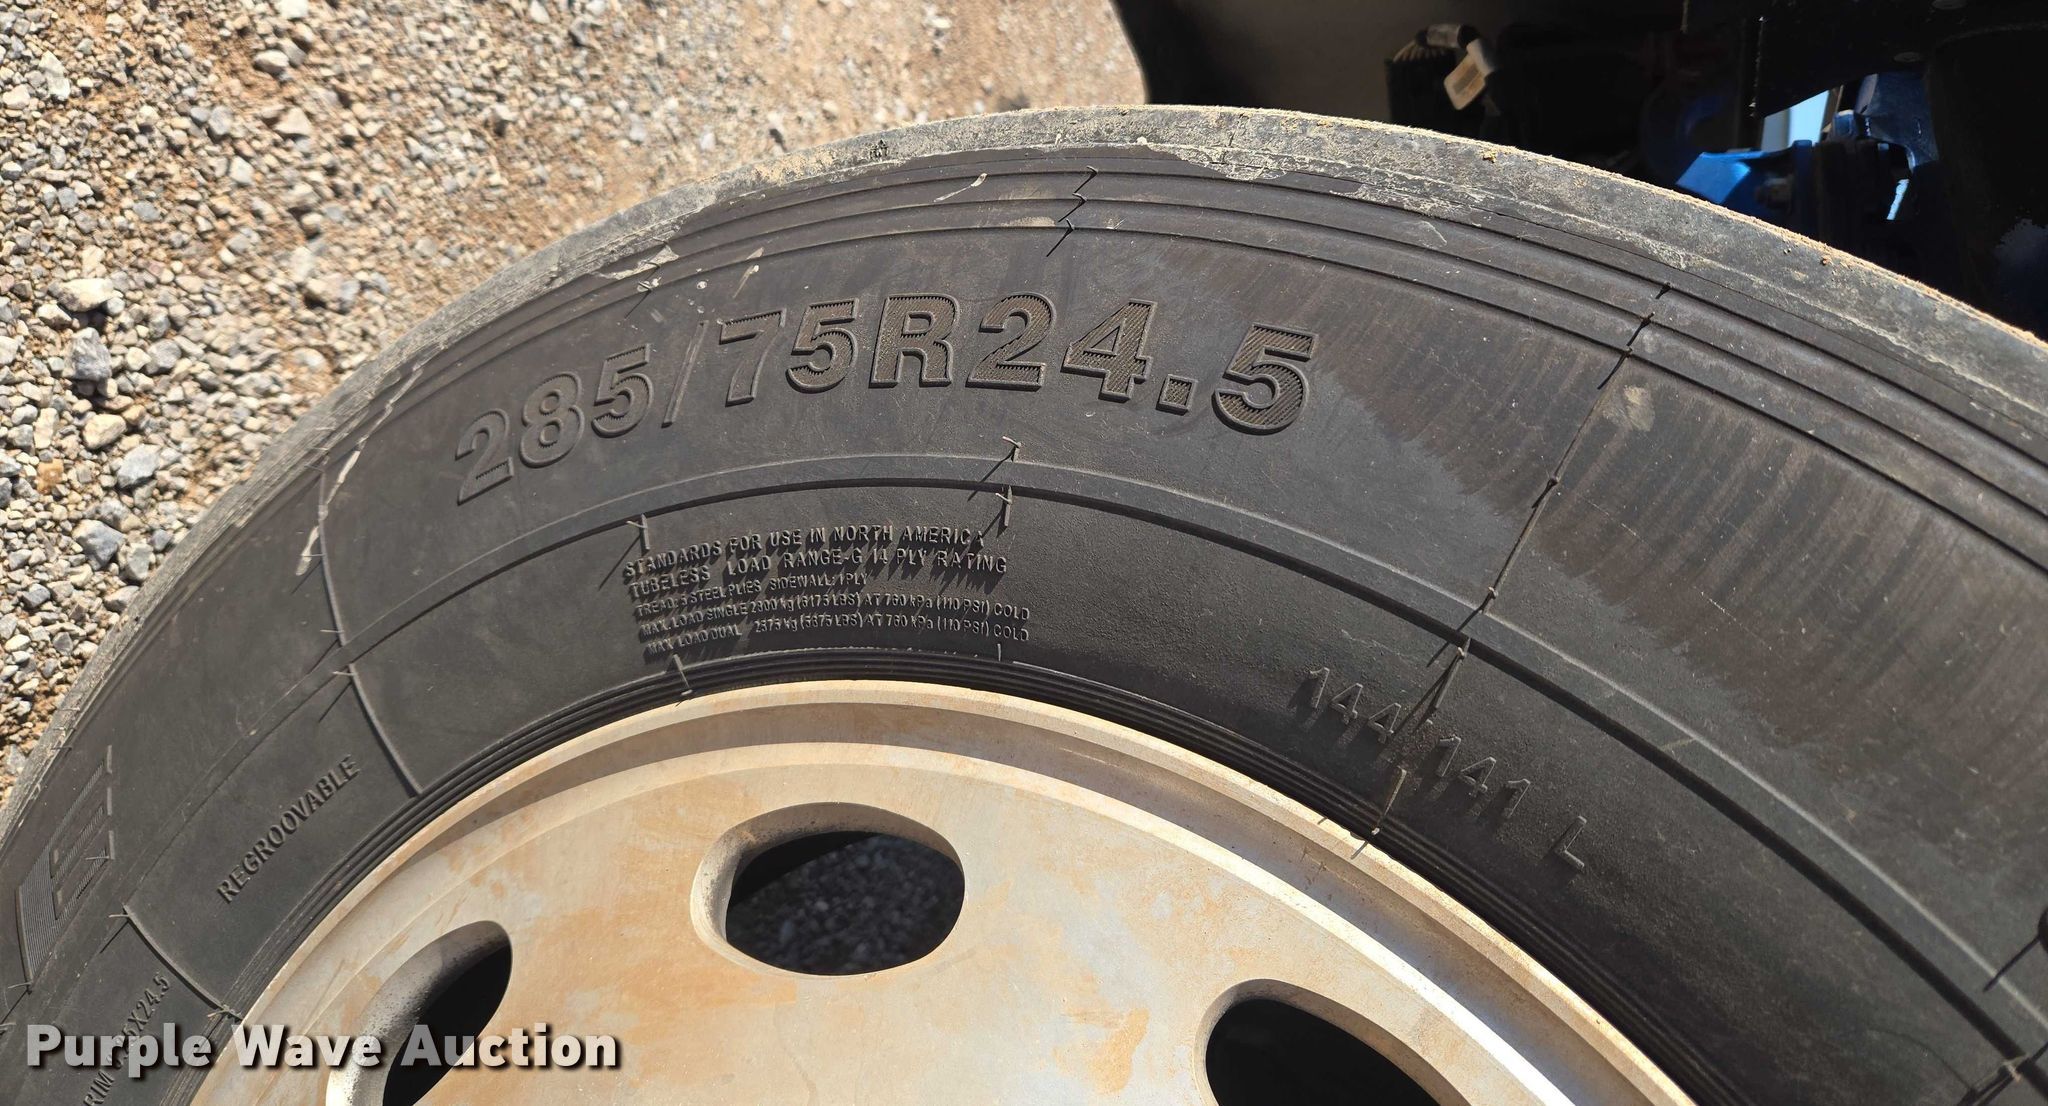 285/75R24.5
STANDARDS FOR USE IN NORTH AMERICA
TUBELESS LOAD RANGE-G 14 PLY RATING
TREAD: 5 STEEL PLIES SIDEWALL: 1 PLY
MAX. LOAD SINGLE 2800 kg (6175 LBS) AT 760 kPa (110 PSI) COLD
MAX. LOAD DUAL 2575 kg (5675 LBS) AT 760 kPa (110 PSI) COLD
144/141 L
REGROOVABLE
RIM
Purple Wave Auction